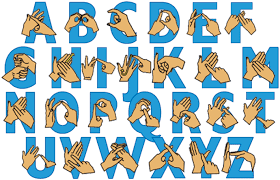 ABCDEF
GHIJKLM
NOPQRST
UVWXYZ